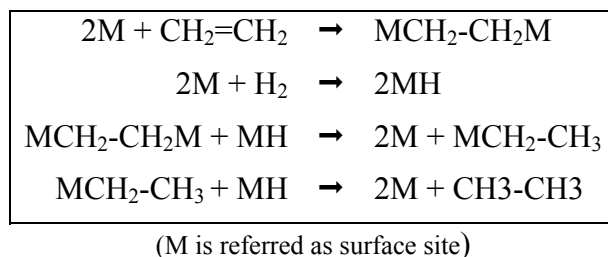 2M + CH₂=CH₂ → MCH₂-CH₂M
2M + H₂ → 2MH
MCH₂-CH₂M + MH → 2M + MCH₂-CH₃
MCH₂-CH₃ + MH → 2M + CH3-CH3
(M is referred as surface site)